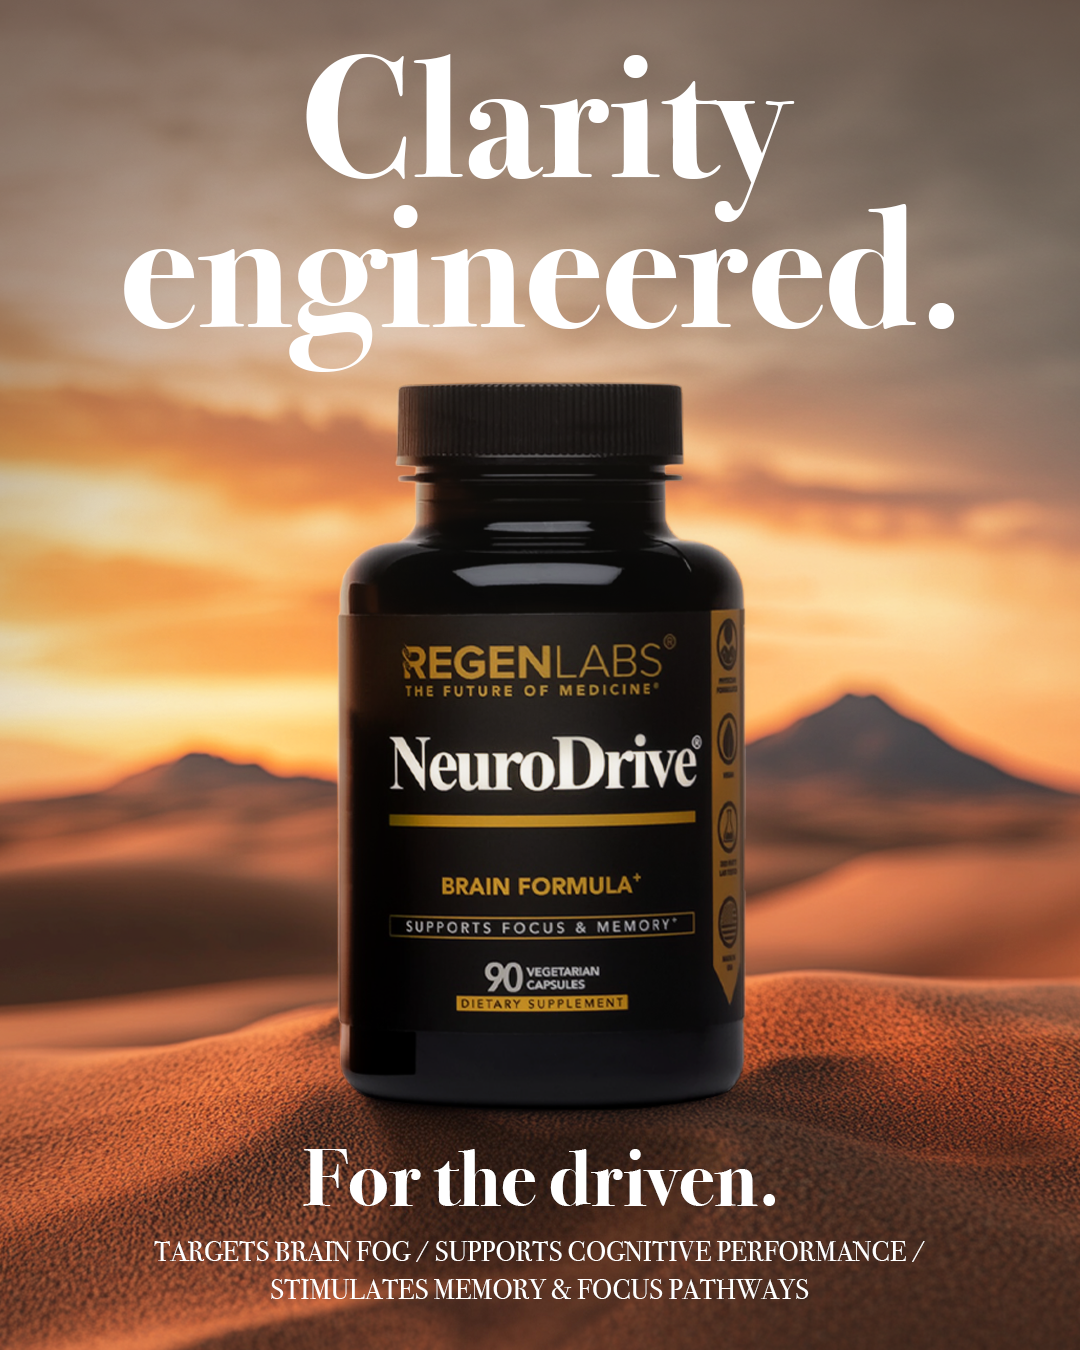 Clarity
engineered.
REGENLABS®
THE FUTURE OF MEDICINE®
NeuroDrive®
BRAIN FORMULA+
SUPPORTS FOCUS & MEMORY+
90 VEGETARIAN
CAPSULES
DIETARY SUPPLEMENT
For the driven.
TARGETS BRAIN FOG / SUPPORTS COGNITIVE PERFORMANCE /
STIMULATES MEMORY & FOCUS PATHWAYS